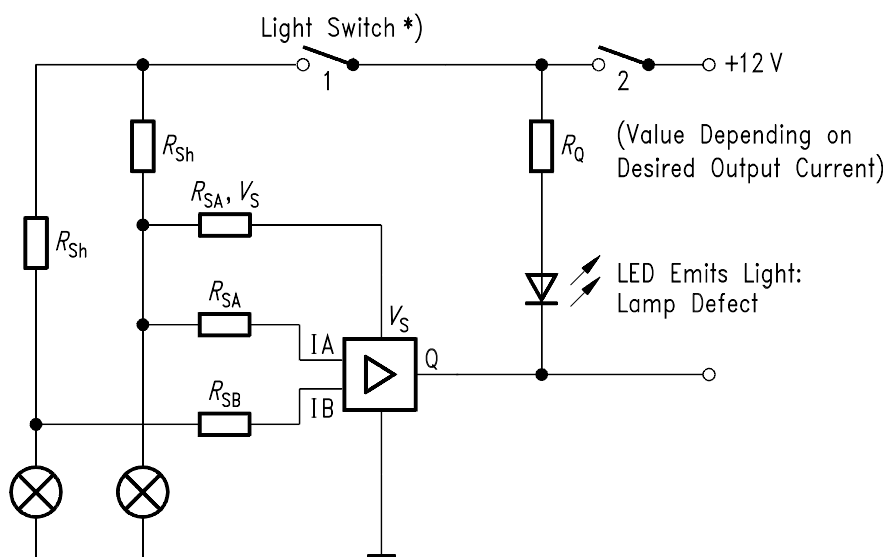 Light Switch *)
1
2
+12 V
R_Sh
R_Q
(Value Depending on
Desired Output Current)
R_SA, V_S
R_Sh
R_SA
LED Emits Light:
Lamp Defect
V_S
IA
Q
R_SB
IB